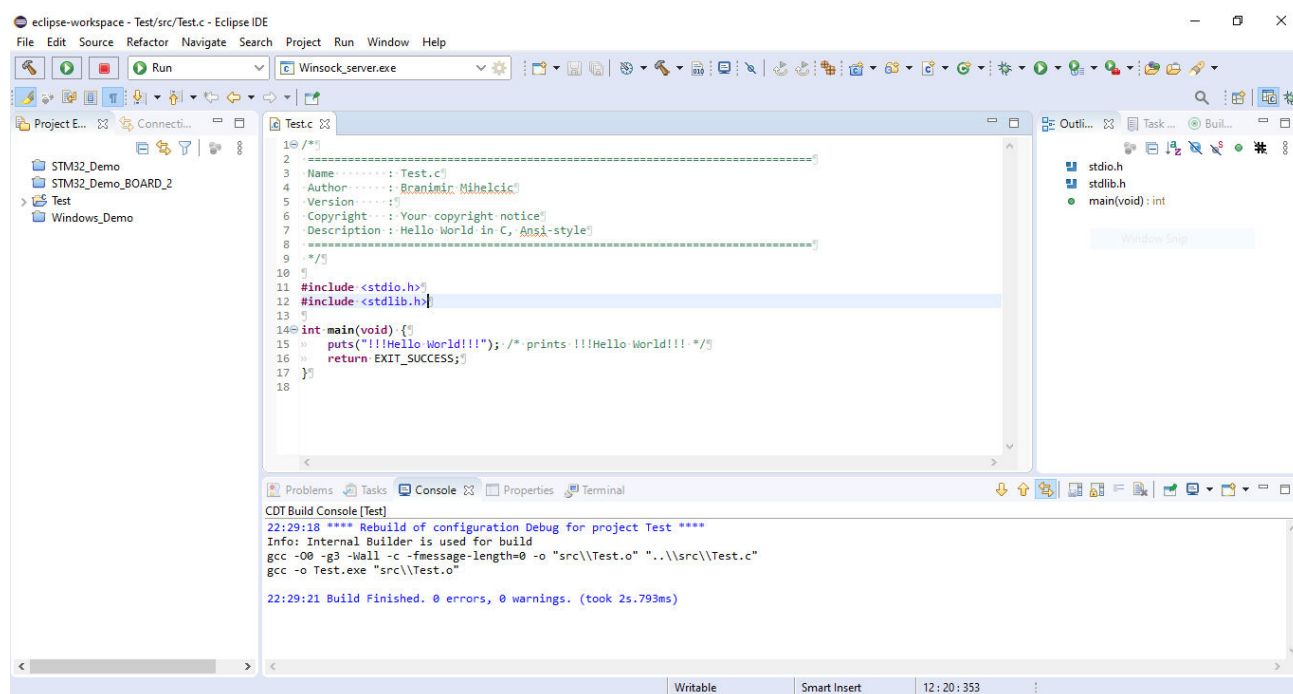 eclipse-workspace - Test/src/Test.c - Eclipse IDE
File Edit Source Refactor Navigate Search Project Run Window Help
Run
Winsock_server.exe
Project E...
Connecti...
STM32_Demo
STM32_Demo_BOARD_2
Test
Windows_Demo
Test.c
1 /*
2 ==============================================================================
3 Name        : Test.c
4 Author      : Branimir Mihelcic
5 Version     :
6 Copyright   : Your copyright notice
7 Description : Hello World in C, Ansi-style
8 ==============================================================================
9 */
10
11 #include <stdio.h>
12 #include <stdlib.h>
13
14 int main(void) {
15 puts("!!!Hello World!!!"); /* prints !!!Hello World!!! */
16 return EXIT_SUCCESS;
17 }
18
Outli...
Task ...
Buil...
stdio.h
stdlib.h
main(void) : int
Window Snip
Problems Tasks Console Properties Terminal
CDT Build Console [Test]
22:29:18 **** Rebuild of configuration Debug for project Test ****
Info: Internal Builder is used for build
gcc -O0 -g3 -Wall -c -fmessage-length=0 -o "src\\Test.o" "..\\src\\Test.c"
gcc -o Test.exe "src\\Test.o"
22:29:21 Build Finished. 0 errors, 0 warnings. (took 2s.793ms)
Writable
Smart Insert
12 : 20 : 353